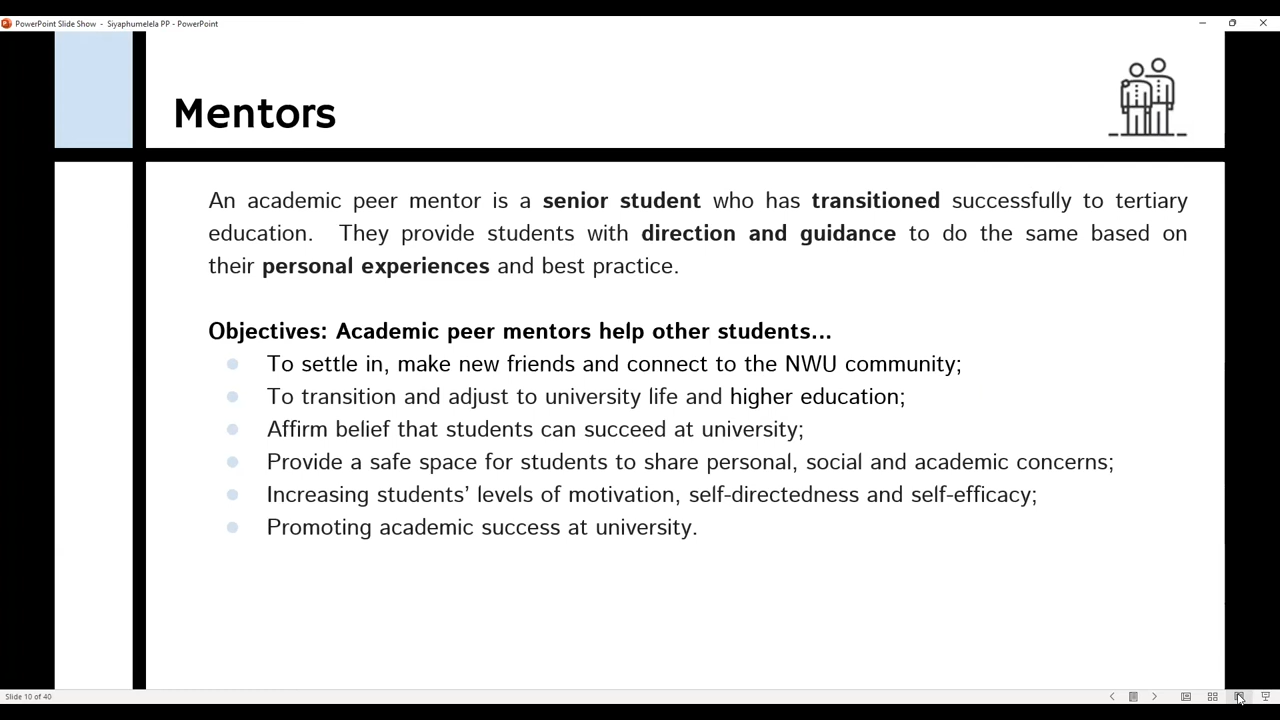 PowerPoint Slide Show - Siyaphumelela PP - PowerPoint
Mentors
An academic peer mentor is a senior student who has transitioned successfully to tertiary
education. They provide students with direction and guidance to do the same based on
their personal experiences and best practice.
Objectives: Academic peer mentors help other students...
To settle in, make new friends and connect to the NWU community;
To transition and adjust to university life and higher education;
Affirm belief that students can succeed at university;
Provide a safe space for students to share personal, social and academic concerns;
Increasing students' levels of motivation, self-directedness and self-efficacy;
Promoting academic success at university.
Slide 10 of 40